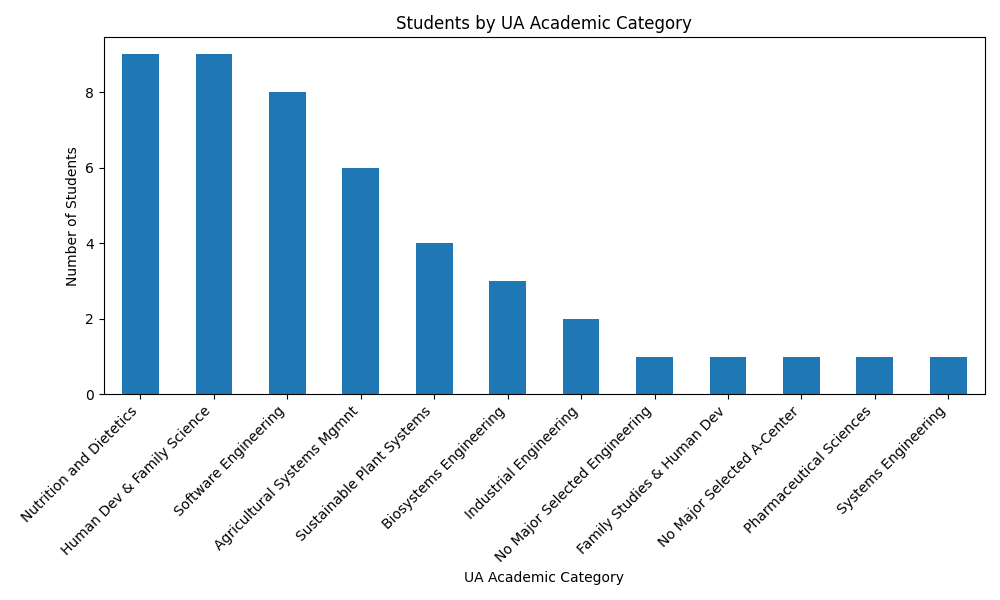 Students by UA Academic Category
Number of Students
8
6
4
2
0
Nutrition and Dietetics
Human Dev & Family Science
Software Engineering
Agricultural Systems Mgmnt
Sustainable Plant Systems
Biosystems Engineering
Industrial Engineering
No Major Selected Engineering
Family Studies & Human Dev
No Major Selected A-Center
Pharmaceutical Sciences
Systems Engineering
UA Academic Category